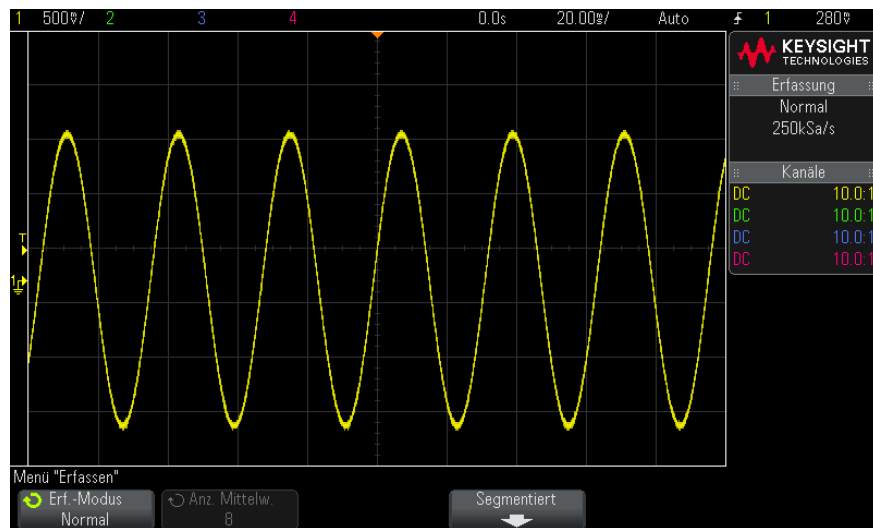 1 500V/ 2 3 4 0.0s 20.00ms/ Auto 1 280V
KEYSIGHT
TECHNOLOGIES
Erfassung
Normal
250kSa/s
Kanäle
DC 10.0:1
DC 10.0:1
DC 10.0:1
DC 10.0:1
T
1
Menü "Erfassen"
Erf.-Modus
Normal
Anz. Mittelw.
8
Segmentiert